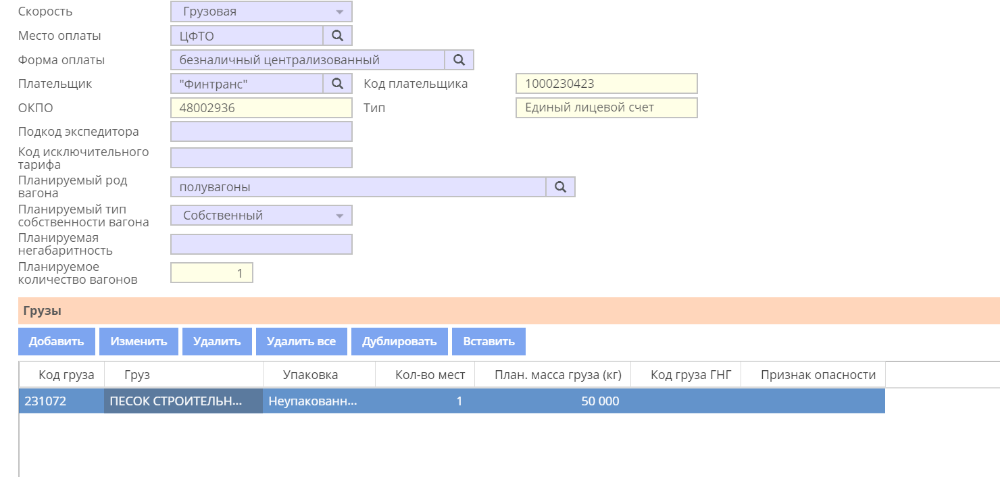 Скорость Грузовая
Место оплаты ЦФТО
Форма оплаты безналичный централизованный
Плательщик "Финтранс" Код плательщика 1000230423
ОКПО 48002936 Тип Единый лицевой счет
Подкод экспедитора
Код исключительного
тарифа
Планируемый род
вагона
полувагоны
Планируемый тип
собственности вагона
Собственный
Планируемая
негабаритность
Планируемое
количество вагонов
1
Грузы
Добавить Изменить Удалить Удалить все Дублировать Вставить
Код груза Груз Упаковка Кол-во мест План. масса груза (кг) Код груза ГНГ Признак опасности
231072 ПЕСОК СТРОИТЕЛЬН... Неупакованн... 1 50 000